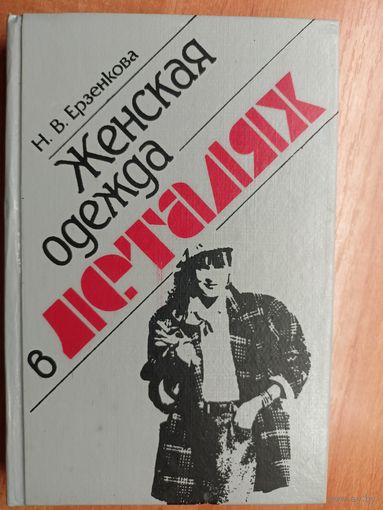 Н. В. Ерзенкова
Женская
одежда
в
деталях